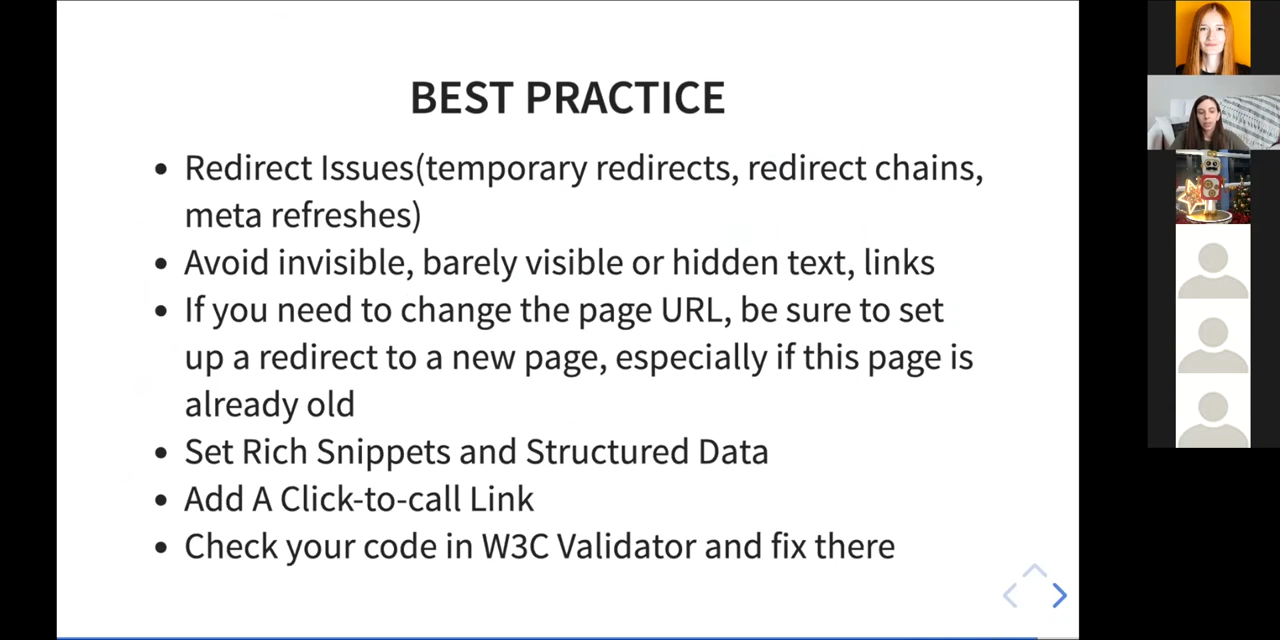 BEST PRACTICE
• Redirect Issues(temporary redirects, redirect chains,
meta refreshes)
• Avoid invisible, barely visible or hidden text, links
• If you need to change the page URL, be sure to set
up a redirect to a new page, especially if this page is
already old
• Set Rich Snippets and Structured Data
• Add A Click-to-call Link
• Check your code in W3C Validator and fix there